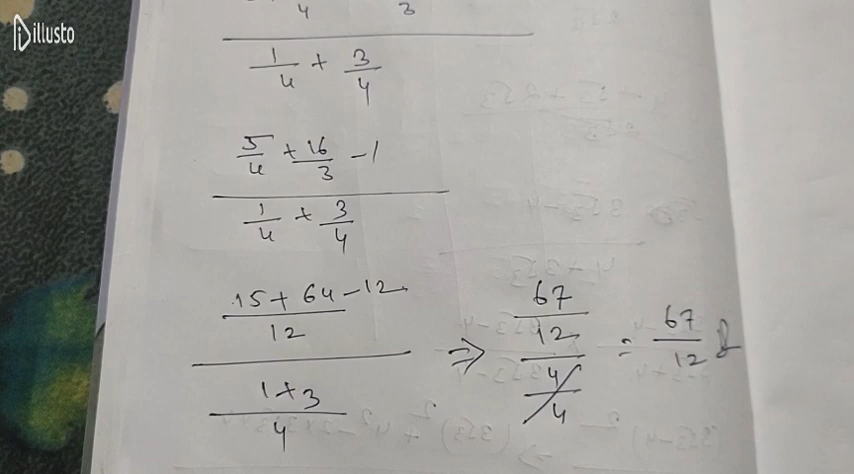 illusto
4 3
1/4 + 3/4
5/4 + 16/3 - 1
1/4 + 3/4
15 + 64 - 12
12
1 + 3
4
⇒ 67/12 / 4/4 = 67/12